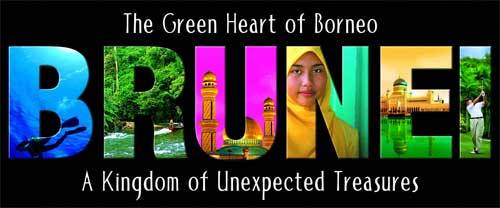 The Green Heart of Borneo
BRUNEI
A Kingdom of Unexpected Treasures